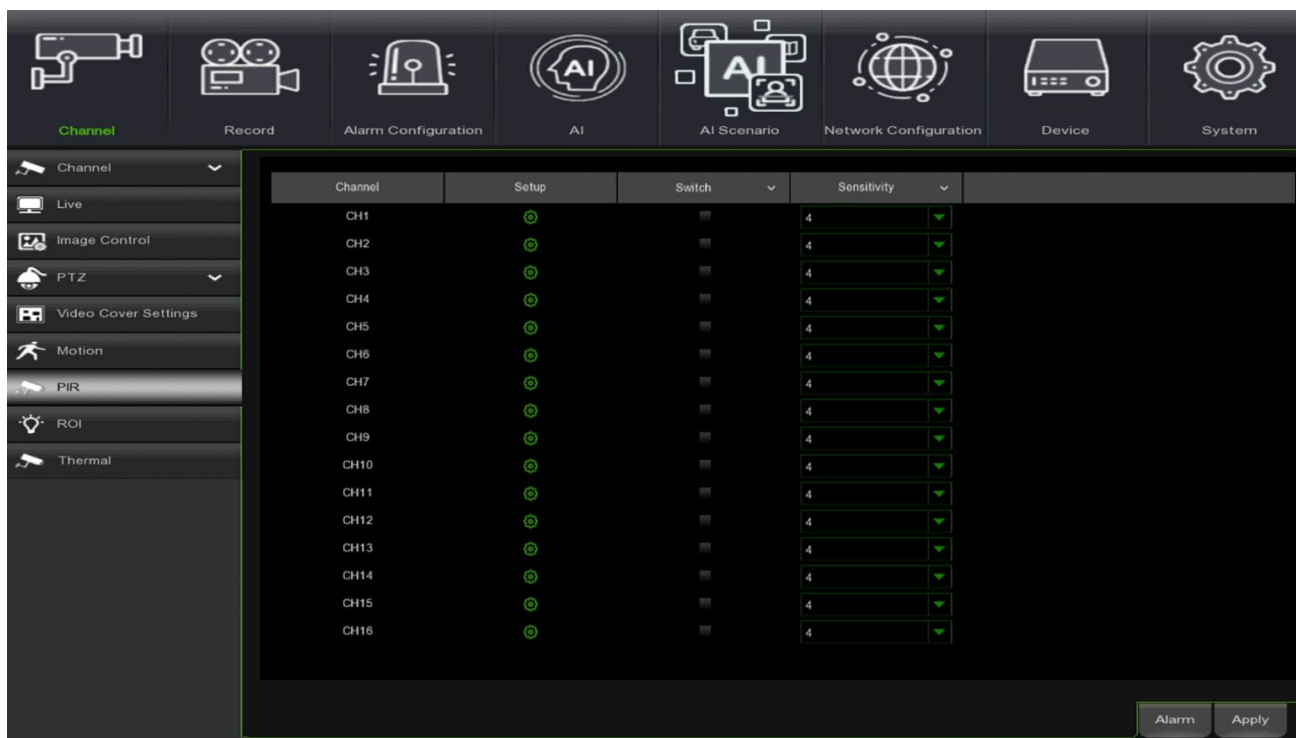 AI
AI
Channel Record Alarm Configuration AI AI Scenario Network Configuration Device System
Channel
Live
Image Control
PTZ
Video Cover Settings
Motion
PIR
ROI
Thermal
Channel Setup Switch Sensitivity
CH1 4
CH2 4
CH3 4
CH4 4
CH5 4
CH6 4
CH7 4
CH8 4
CH9 4
CH10 4
CH11 4
CH12 4
CH13 4
CH14 4
CH15 4
CH16 4
Alarm Apply